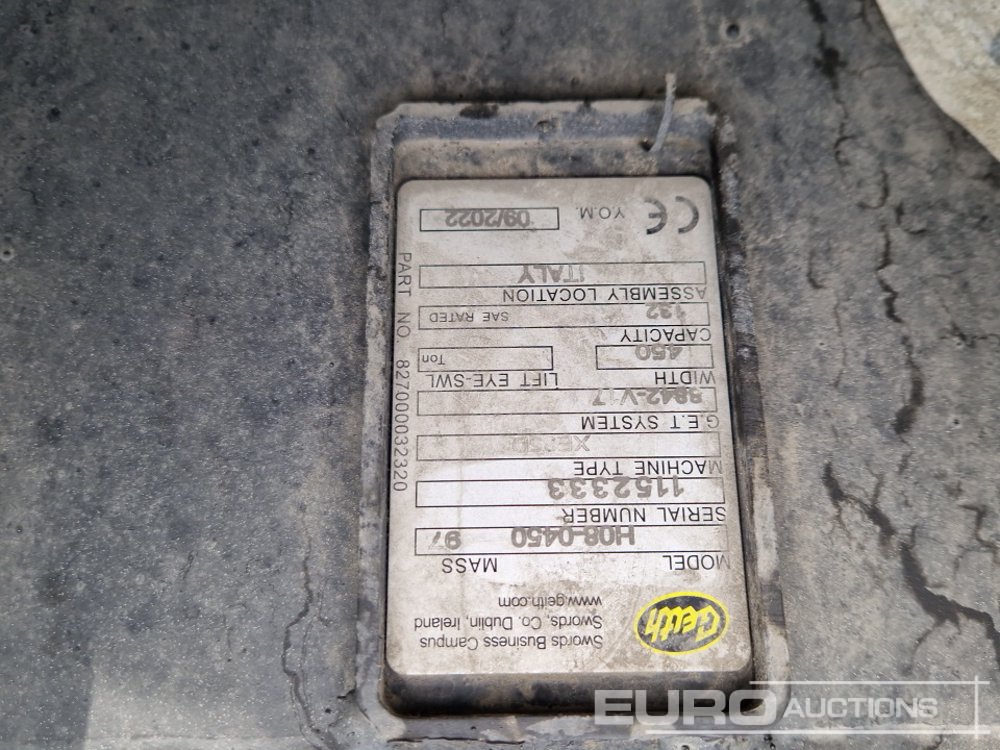 Geith
Swords Business Campus
Swords, Co. Dublin, ireland
www.geith.com
MODEL MASS
H08-0450 97
SERIAL NUMBER
1152333
MACHINE TYPE
G.E.T SYSTEM
8842-V17
WIDTH LIFT EYE-SWL
450 Ton
CAPACITY
132 SAE RATED
ASSEMBLY LOCATION
ITALY
CE Y.O.M. 09/2022
PART NO 827000032320
EURO AUCTIONS